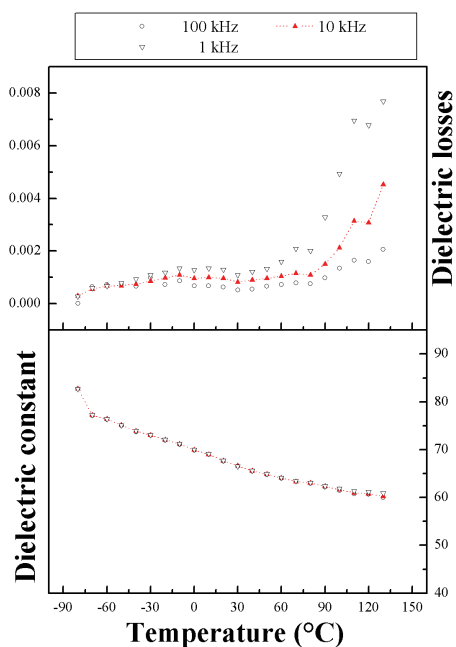 100 kHz 10 kHz
1 kHz
0.008
0.006
0.004
0.002
0.000
Dielectric losses
Dielectric constant
90
80
70
60
50
40
-90 -60 -30 0 30 60 90 120 150
Temperature (°C)